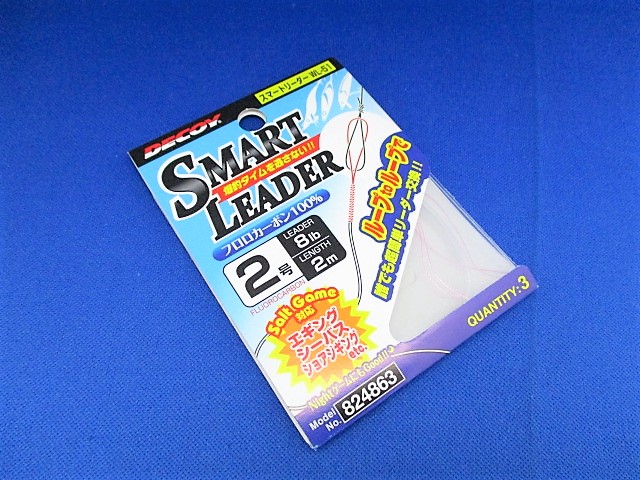 スマートリーダー WL-51
DECOY
SMART
LEADER
爆釣タイムを逃さない!!
フロロカーボン100%
2号
LEADER
8lb
LENGTH
2m
FLUOROCARBON
ループtoループで
誰でも超簡単リーダー交換!!
Salt Game
対応
エギング
シーバス
ショアジギング
etc.
NightゲームにもGood!!
Model No. 824863
QUANTITY:3